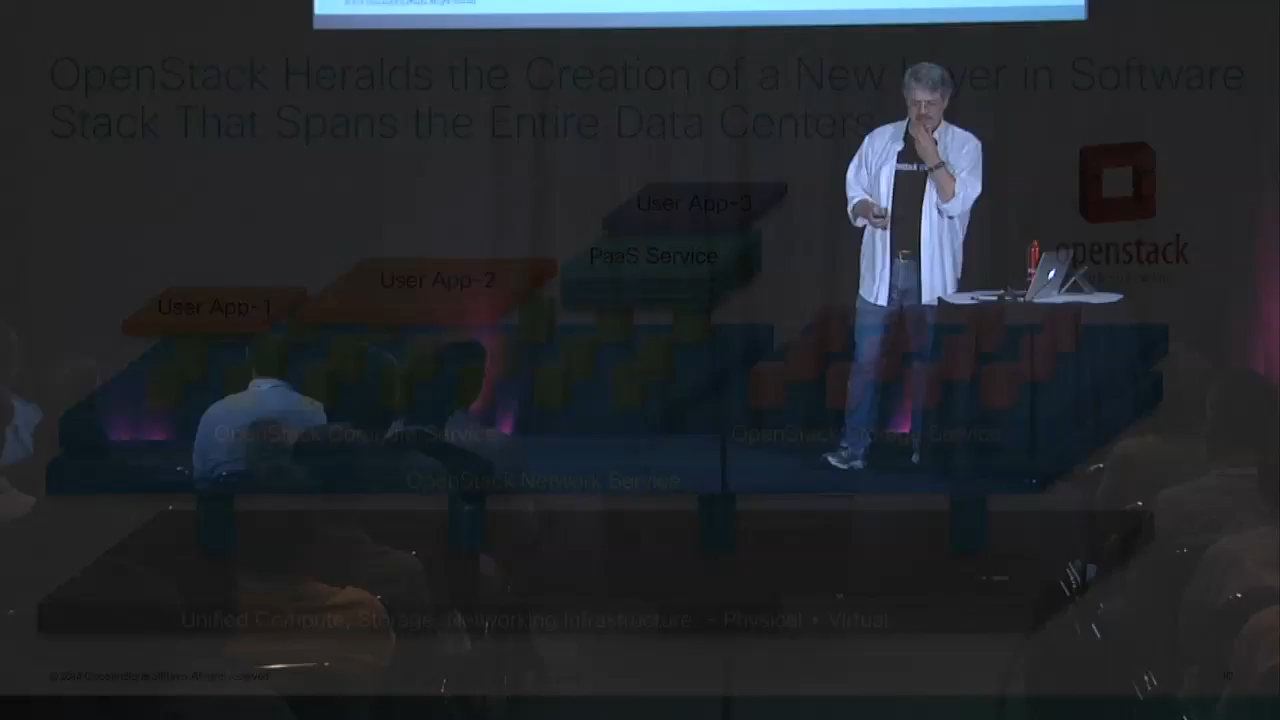 OpenStack Heralds the Creation of a New Layer in Software
Stack That Spans the Entire Data Centers
User App-3
PaaS Service
openstack
User App-2
User App-1
OpenStack Compute Service
OpenStack Storage Service
OpenStack Network Service
Unified Compute, Storage, Networking Infrastructure – Physical + Virtual